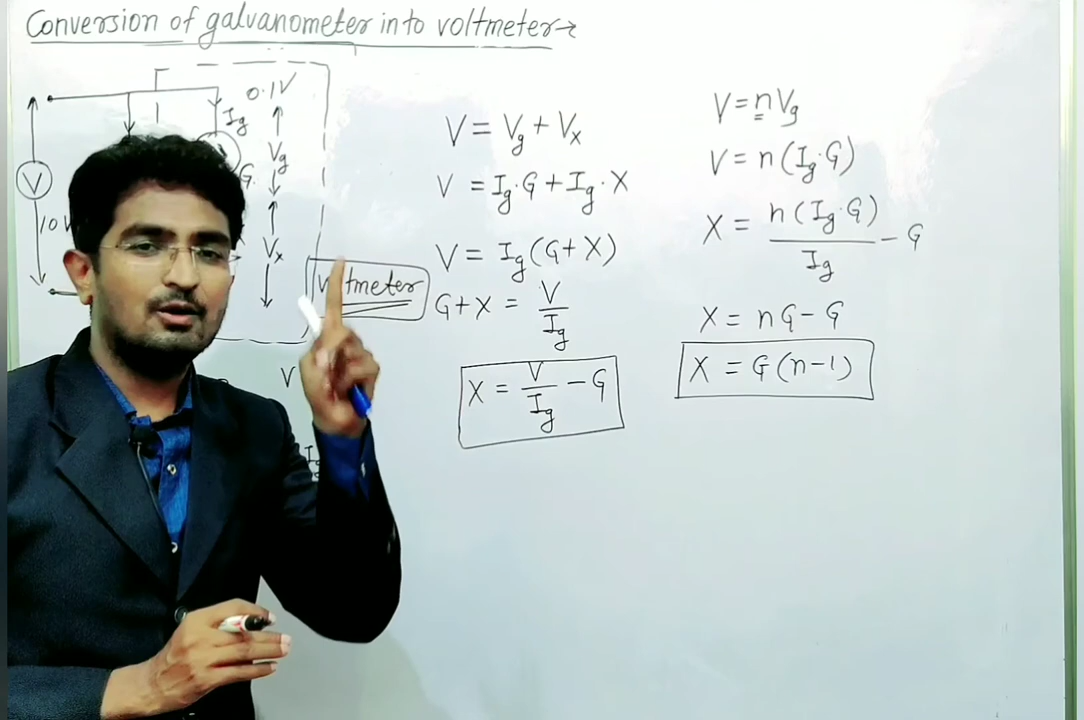 Conversion of galvanometer into voltmeter→
0.1V
Ig
Vg
G
V
10V
Vx
Voltmeter
V
Ig
V = Vg + Vx
V = Ig·G + Ig·X
V = Ig(G+X)
G+X = V/Ig
X = V/Ig - G
V = nVg
V = n(Ig·G)
X = n(Ig·G)/Ig - G
X = nG - G
X = G(n-1)